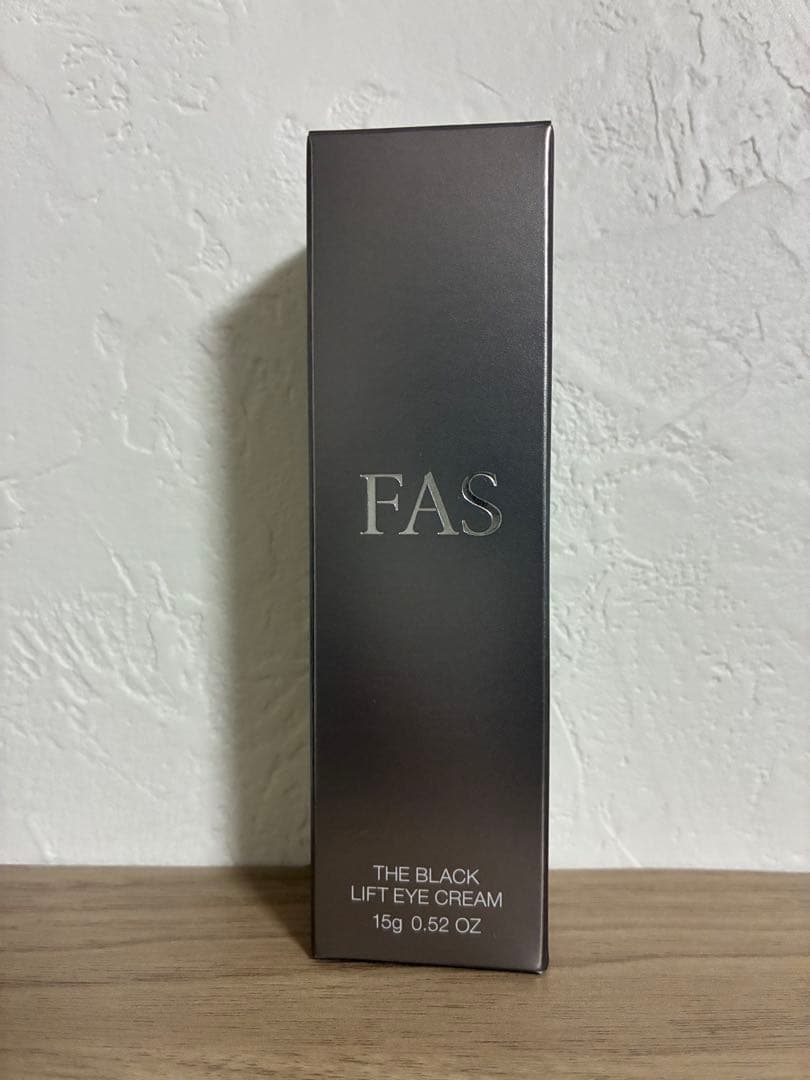 FAS
THE BLACK
LIFT EYE CREAM
15g 0.52 OZ